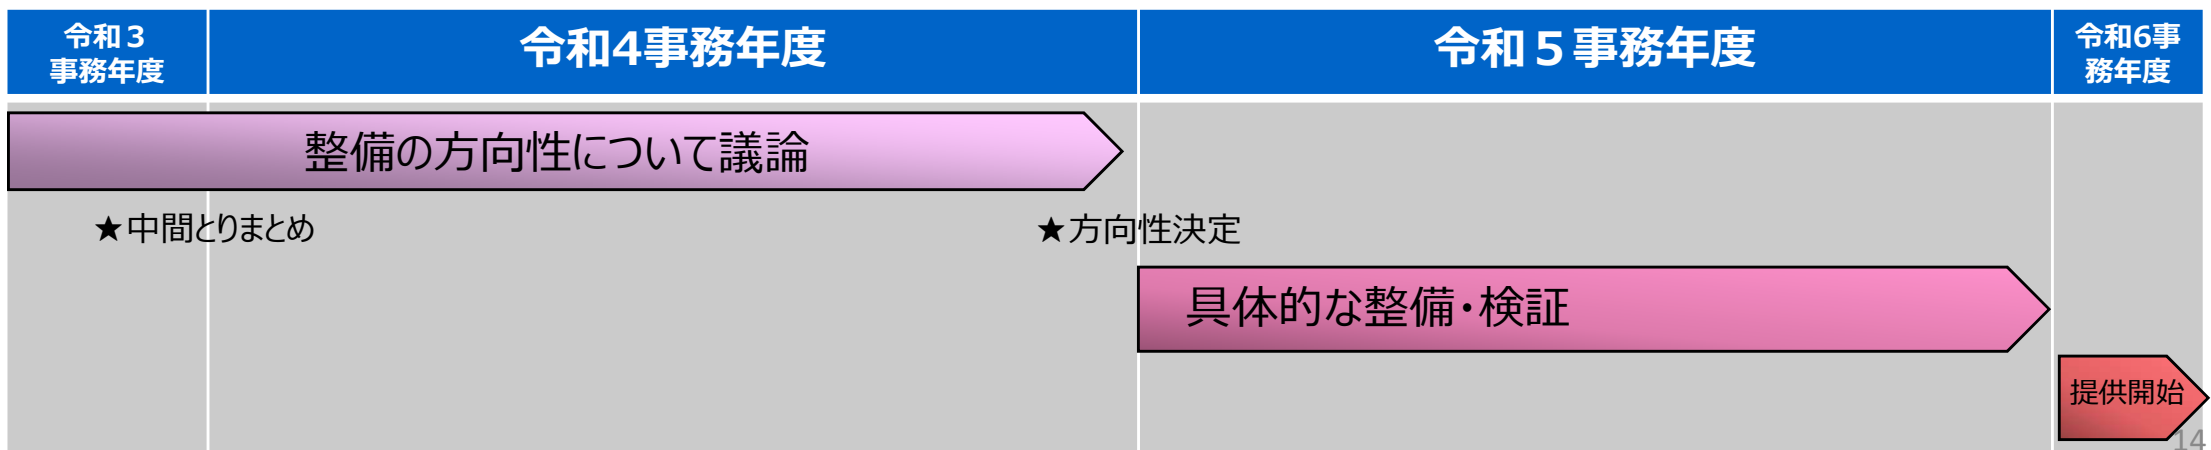 令和３
事務年度
令和4事務年度
令和５事務年度
令和6事
務年度
整備の方向性について議論
★中間とりまとめ
★方向性決定
具体的な整備・検証
提供開始
14